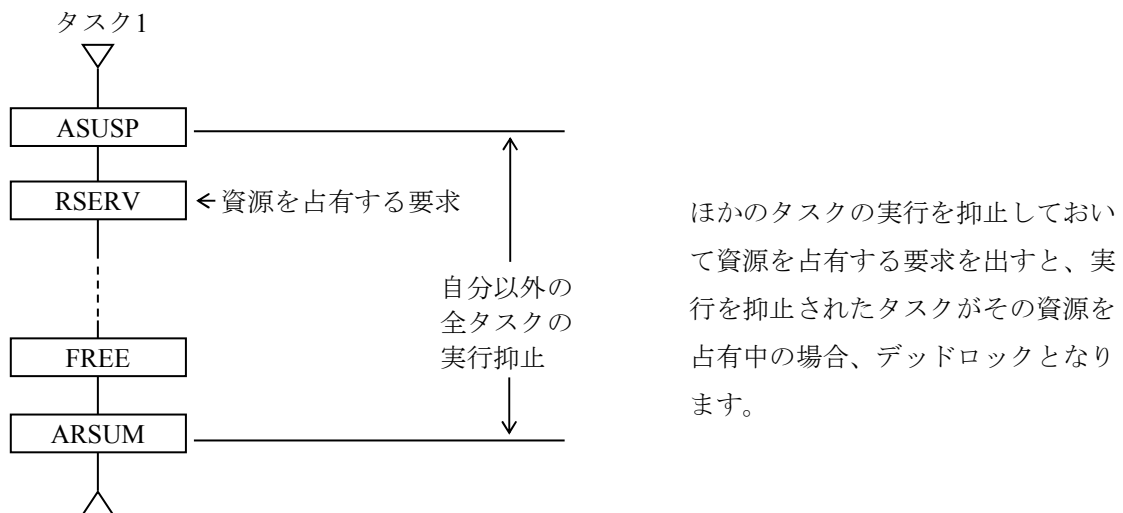 タスク1
ASUSP
RSERV
資源を占有する要求
自分以外の
全タスクの
実行抑止
FREE
ARSUM
ほかのタスクの実行を抑止しておい
て資源を占有する要求を出すと、実
行を抑止されたタスクがその資源を
占有中の場合、デッドロックとなり
ます。